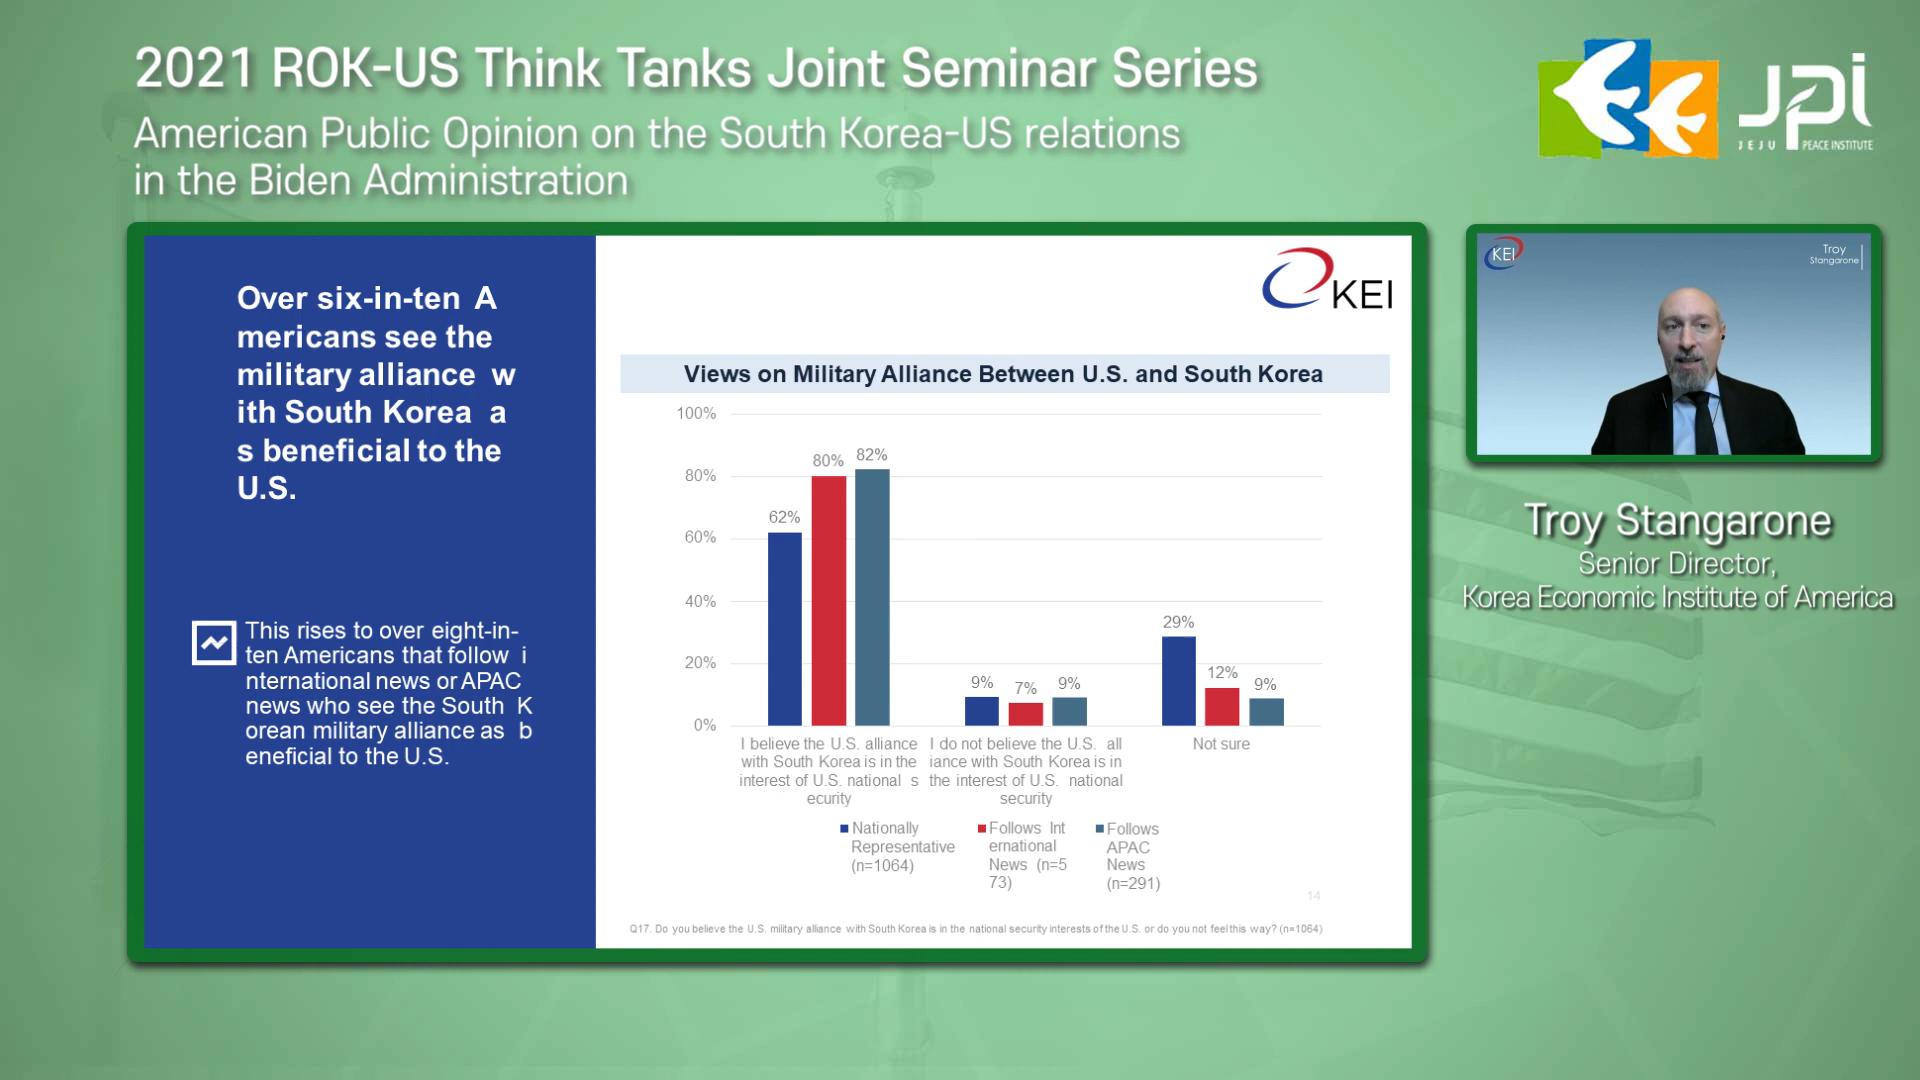 2021 ROK-US Think Tanks Joint Seminar Series
American Public Opinion on the South Korea-US relations
in the Biden Administration
JPI
JEJU PEACE INSTITUTE
Over six-in-ten A
mericans see the
military alliance w
ith South Korea a
s beneficial to the
U.S.
This rises to over eight-in-
ten Americans that follow i
nternational news or APAC
news who see the South K
orean military alliance as b
eneficial to the U.S.
KEI
Views on Military Alliance Between U.S. and South Korea
100%
80%
60%
40%
20%
0%
62%
80%
82%
9%
7%
9%
29%
12%
9%
I believe the U.S. alliance
with South Korea is in the
interest of U.S. national s
ecurity
I do not believe the U.S. all
iance with South Korea is in
the interest of U.S. national
security
Not sure
Nationally
Representative
(n=1064)
Follows Int
ernational
News (n=5
73)
Follows
APAC
News
(n=291)
14
Q17. Do you believe the U.S. military alliance with South Korea is in the national security interests of the U.S. or do you not feel this way? (n=1064)
KEI
Troy
Stangarone
Troy Stangarone
Senior Director,
Korea Economic Institute of America